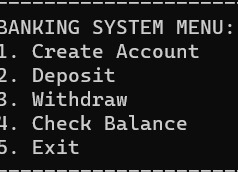 ----------------------
BANKING SYSTEM MENU:
1. Create Account
2. Deposit
3. Withdraw
4. Check Balance
5. Exit
----------------------